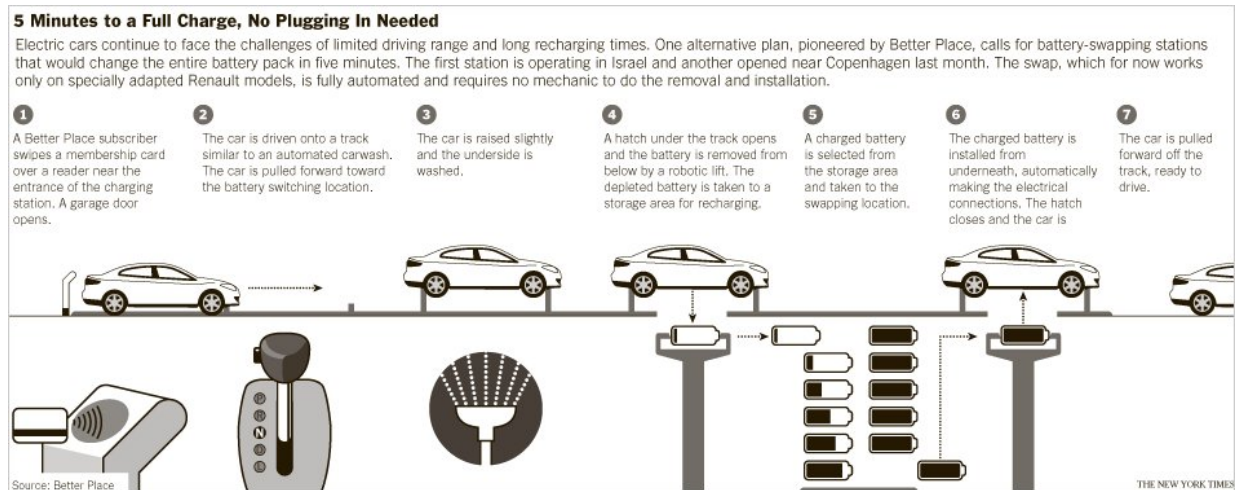 5 Minutes to a Full Charge, No Plugging In Needed
Electric cars continue to face the challenges of limited driving range and long recharging times. One alternative plan, pioneered by Better Place, calls for battery-swapping stations
that would change the entire battery pack in five minutes. The first station is operating in Israel and another opened near Copenhagen last month. The swap, which for now works
only on specially adapted Renault models, is fully automated and requires no mechanic to do the removal and installation.
1
A Better Place subscriber
swipes a membership card
over a reader near the
entrance of the charging
station. A garage door
opens.
2
The car is driven onto a track
similar to an automated carwash.
The car is pulled forward toward
the battery switching location.
3
The car is raised slightly
and the underside is
washed.
4
A hatch under the track opens
and the battery is removed from
below by a robotic lift. The
depleted battery is taken to a
storage area for recharging.
5
A charged battery
is selected from
the storage area
and taken to the
swapping location.
6
The charged battery is
installed from
underneath, automatically
making the electrical
connections. The hatch
closes and the car is
7
The car is pulled
forward off the
track, ready to
drive.
P
R
N
D
L
Source: Better Place
THE NEW YORK TIMES